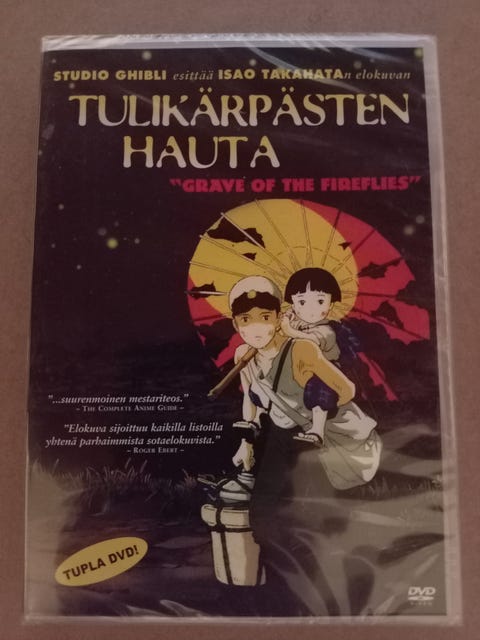 STUDIO GHIBLI esittää ISAO TAKAHATAn elokuvan
TULIKÄRPÄSTEN
HAUTA
"GRAVE OF THE FIREFLIES"
"...suurenmoinen mestariteos."
– THE COMPLETE ANIME GUIDE –
"Elokuva sijoittuu kaikilla listoilla
yhtenä parhaimmista sotaelokuvista."
– ROGER EBERT –
TUPLA DVD!
DVD
VIDEO